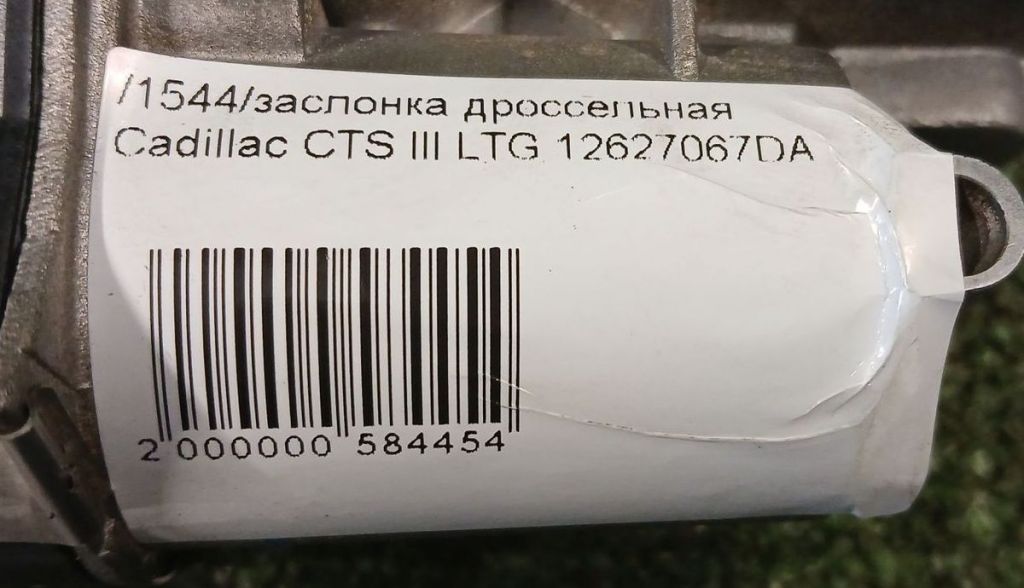 /1544/заслонка дроссельная
Cadillac CTS III LTG 12627067DA
2 000000 584454